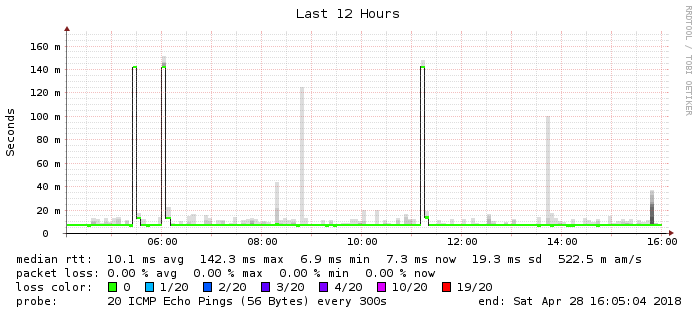 Last 12 Hours
RRDTOOL / TOBI OETIKER
Seconds
160 m
140 m
120 m
100 m
80 m
60 m
40 m
20 m
0
06:00 08:00 10:00 12:00 14:00 16:00
median rtt: 10.1 ms avg 142.3 ms max 6.9 ms min 7.3 ms now 19.3 ms sd 522.5 m am/s
packet loss: 0.00 % avg 0.00 % max 0.00 % min 0.00 % now
loss color: 0 1/20 2/20 3/20 4/20 10/20 19/20
probe: 20 ICMP Echo Pings (56 Bytes) every 300s end: Sat Apr 28 16:05:04 2018